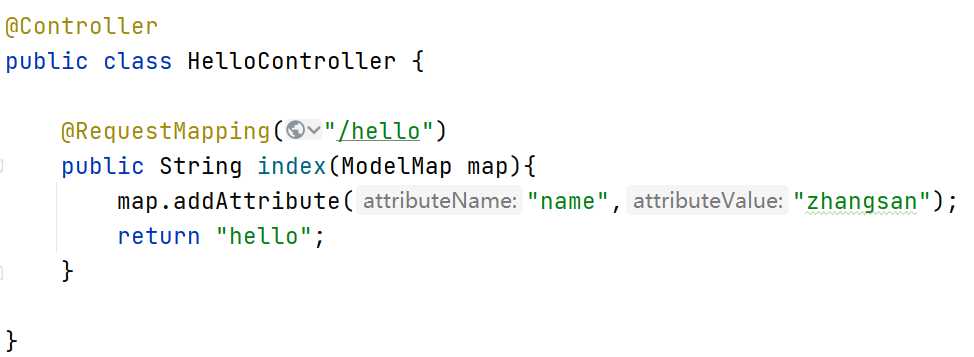 @Controller
public class HelloController {
@RequestMapping("/hello")
public String index(ModelMap map){
map.addAttribute( attributeName: "name", attributeValue: "zhangsan");
return "hello";
}
}